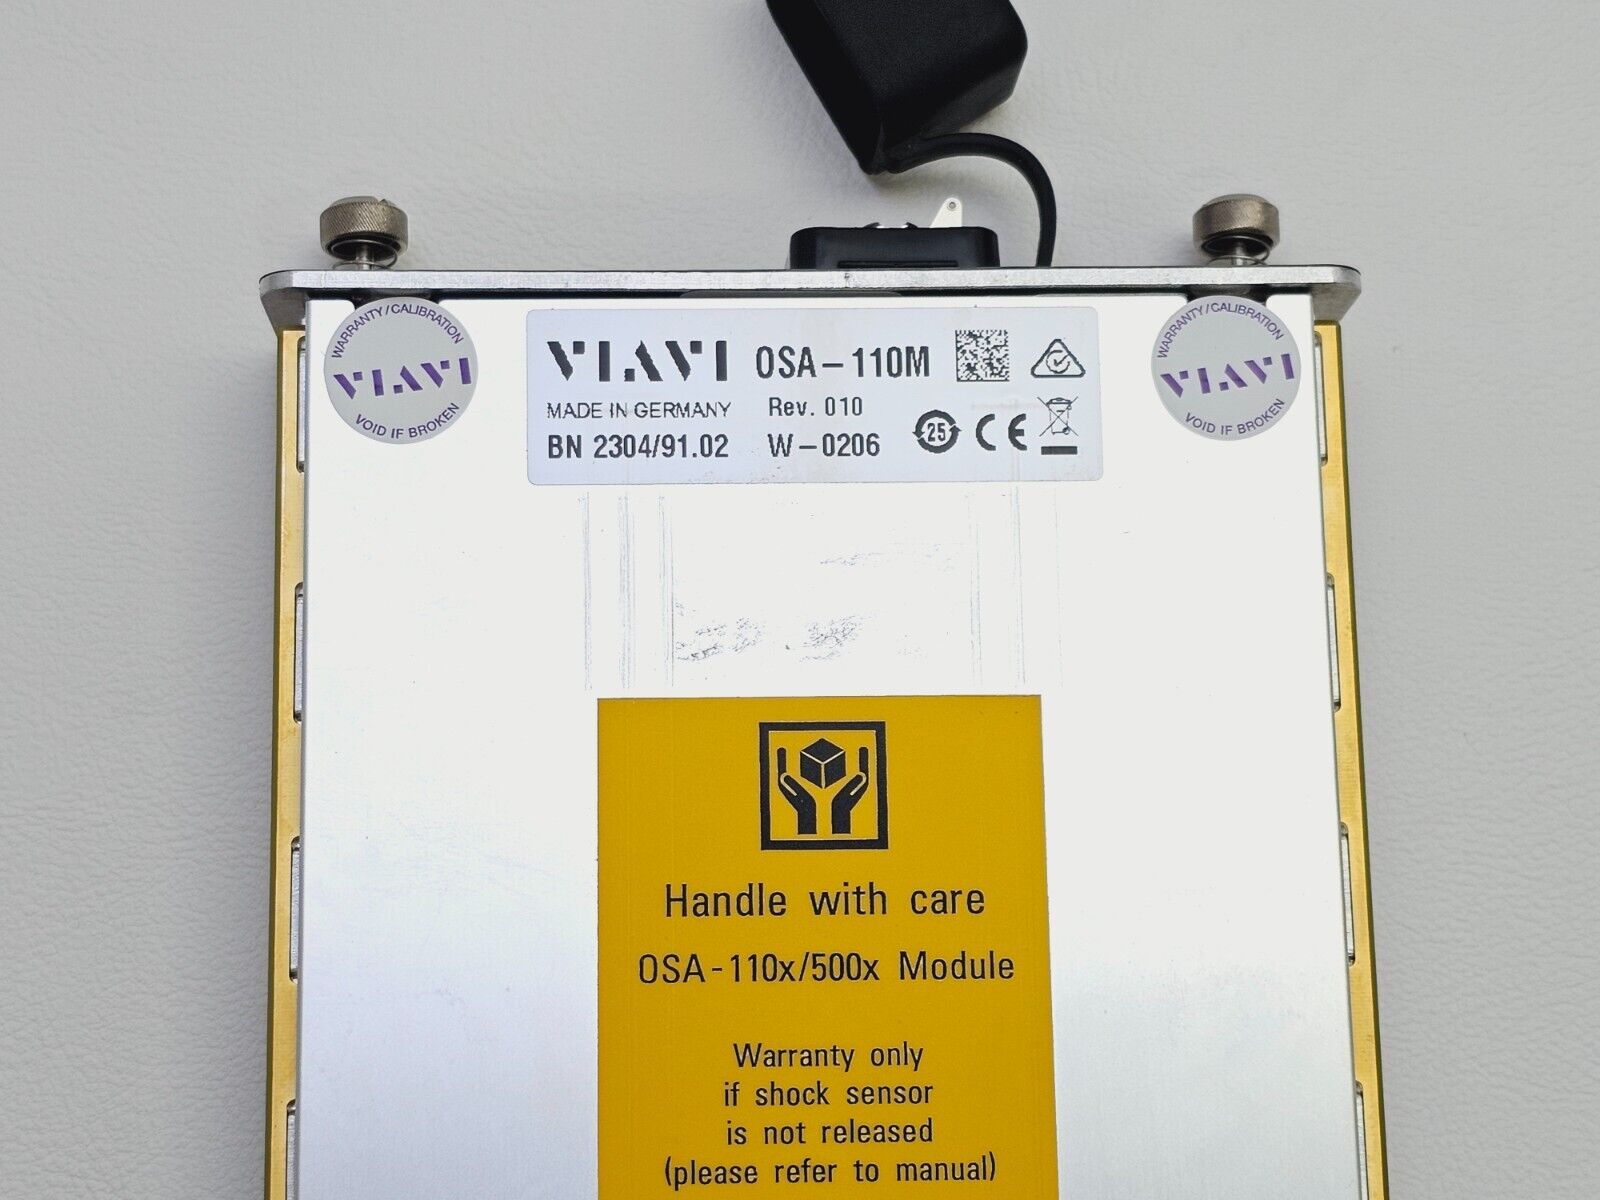 WARRANTY/CALIBRATION
VIAVI
VOID IF BROKEN
VIAVI OSA-110M
MADE IN GERMANY Rev. 010
BN 2304/91.02 W-0206
25 CE
WARRANTY/CALIBRATION
VIAVI
VOID IF BROKEN
Handle with care
OSA-110x/500x Module
Warranty only
if shock sensor
is not released
(please refer to manual)